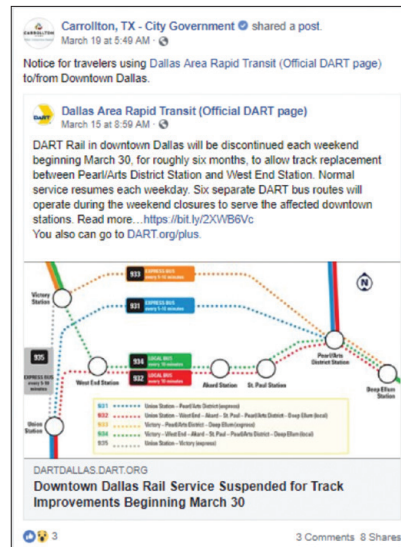 Carrollton, TX - City Government shared a post.
March 19 at 5:49 AM
Notice for travelers using Dallas Area Rapid Transit (Official DART page)
to/from Downtown Dallas.
DART
Dallas Area Rapid Transit (Official DART page)
March 15 at 8:59 AM
DART Rail in downtown Dallas will be discontinued each weekend
beginning March 30, for roughly six months, to allow track replacement
between Pearl/Arts District Station and West End Station. Normal
service resumes each weekday. Six separate DART bus routes will
operate during the weekend closures to serve the affected downtown
stations. Read more…https://bit.ly/2XWB6Vc
You also can go to DART.org/plus.
933 EXPRESS BUS
N
Victory
Station
931 EXPRESS BUS
935
EXPRESS BUS
934 LOCAL BUS
932 LOCAL BUS
Pearl/Arts
District Station
West End Station
Akard Station
St. Paul Station
Deep Ellum
Station
Union
Station
931 Union Station - Pearl/Arts District (express)
932 Union Station - West End - Akard - St. Paul - Pearl/Arts District - Deep Ellum (local)
933 Victory - Pearl/Arts District - Deep Ellum (express)
934 Victory - West End - Akard - St. Paul - Pearl/Arts District - Deep Ellum (local)
935 Union Station - Victory (express)
DARTDALLAS.DART.ORG
Downtown Dallas Rail Service Suspended for Track
Improvements Beginning March 30
3
3 Comments 8 Shares